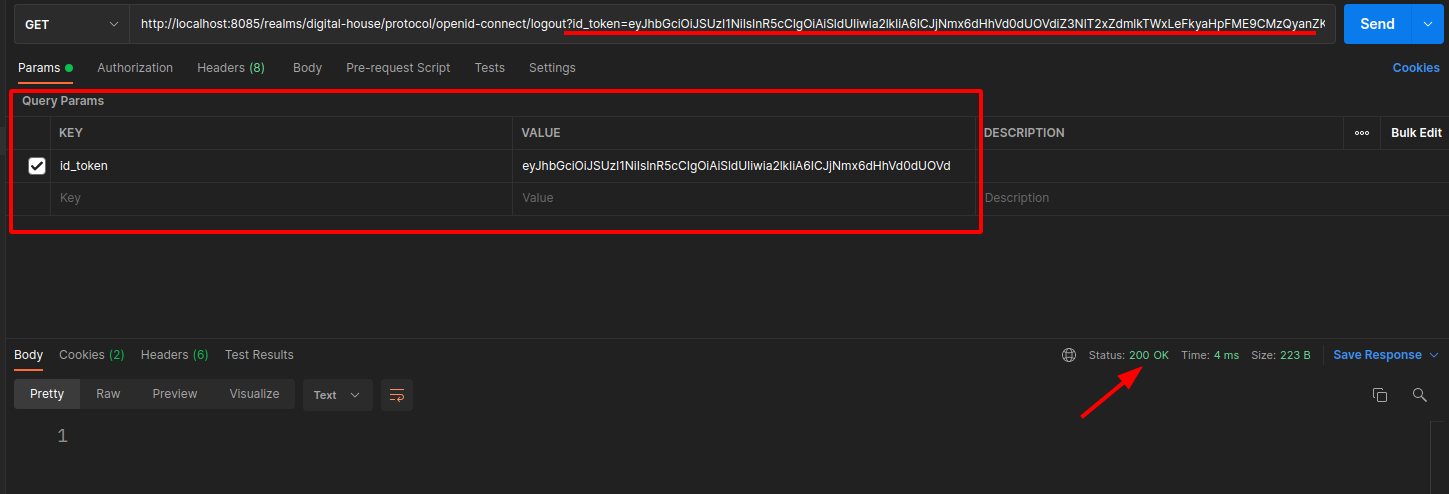 GET
http://localhost:8085/realms/digital-house/protocol/openid-connect/logout?id_token=eyJhbGciOiJSUzI1NiIsInR5cCIgOiAiSldUIiwia2lkIiA6ICJjNmx6dHhVd0dUOVdlZ3NIT2xZdmlkTWxLeFkyaHpFME9CMzQyanZK
Send
Params Authorization Headers (8) Body Pre-request Script Tests Settings Cookies
Query Params
KEY VALUE DESCRIPTION Bulk Edit
id_token eyJhbGciOiJSUzI1NiIsInR5cCIgOiAiSldUIiwia2lkIiA6ICJjNmx6dHhVd0dUOVd
Key Value Description
Body Cookies (2) Headers (6) Test Results Status: 200 OK Time: 4 ms Size: 223 B Save Response
Pretty Raw Preview Visualize Text
1